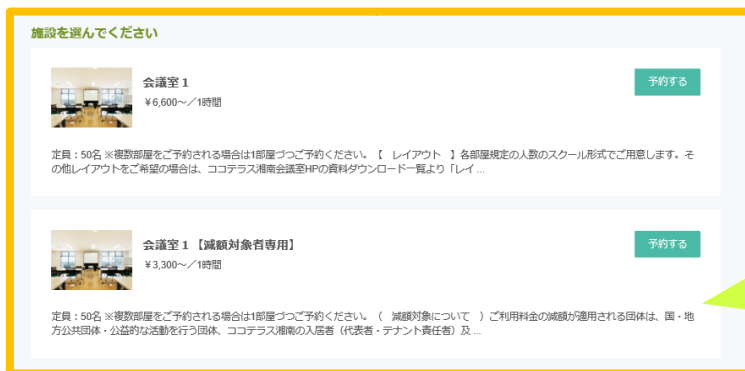 施設を選んでください
会議室 1
￥6,600～／1時間
予約する
定員：50名 ※複数部屋をご予約される場合は1部屋づつご予約ください。【　レイアウト　】各部屋規定の人数のスクール形式でご用意します。そ
の他レイアウトをご希望の場合は、ココテラス湘南会議室HPの資料ダウンロード一覧より「レイ ...
会議室 1 【減額対象者専用】
￥3,300～／1時間
予約する
定員：50名 ※複数部屋をご予約される場合は1部屋づつご予約ください。（　減額対象について　）ご利用料金の減額が適用される団体は、国・地
方公共団体・公益的な活動を行う団体、ココテラス湘南の入居者（代表者・テナント責任者）及 ...